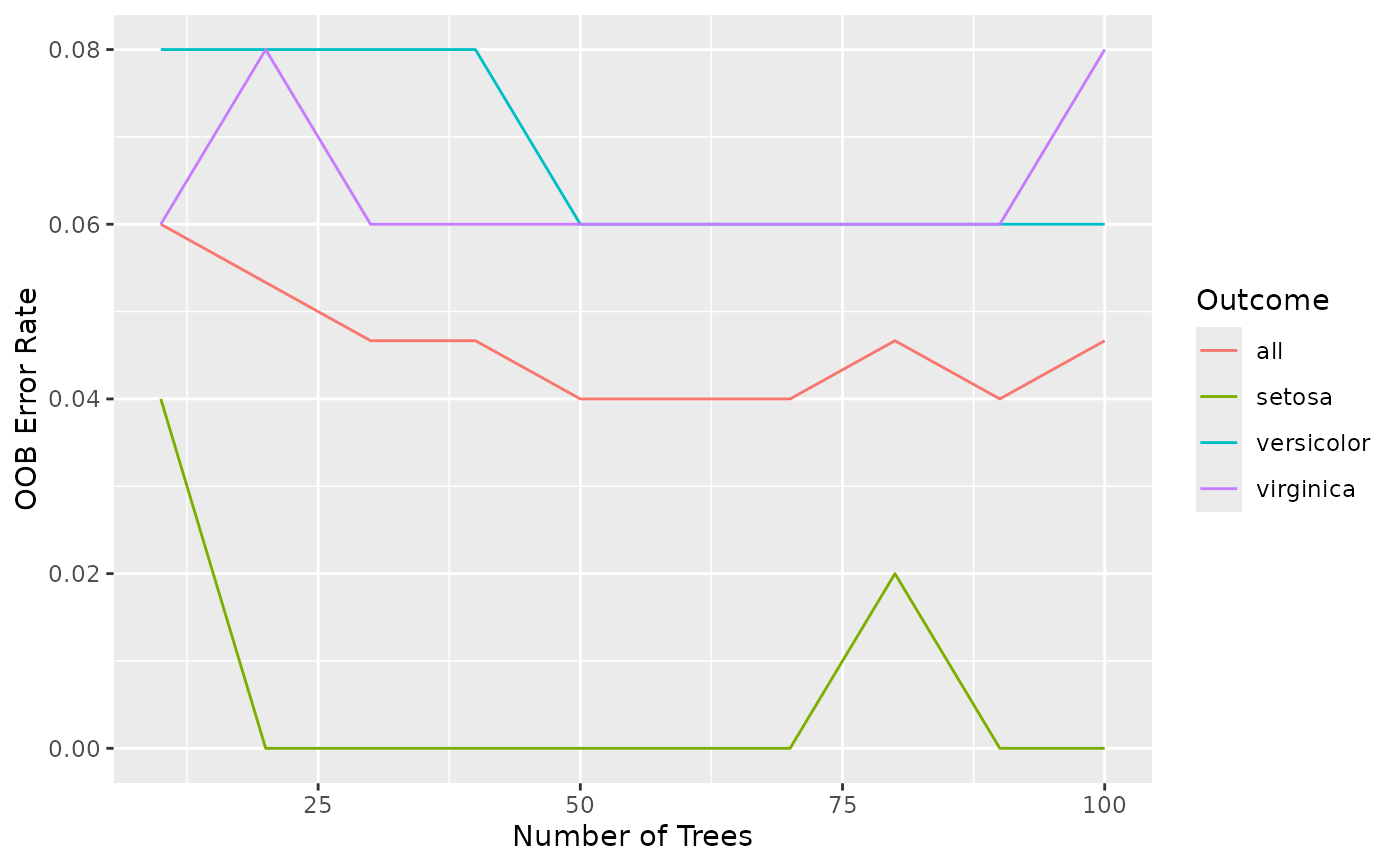 0.08
0.06
0.04
0.02
0.00
OOB Error Rate
25 50 75 100
Number of Trees
Outcome
all
setosa
versicolor
virginica